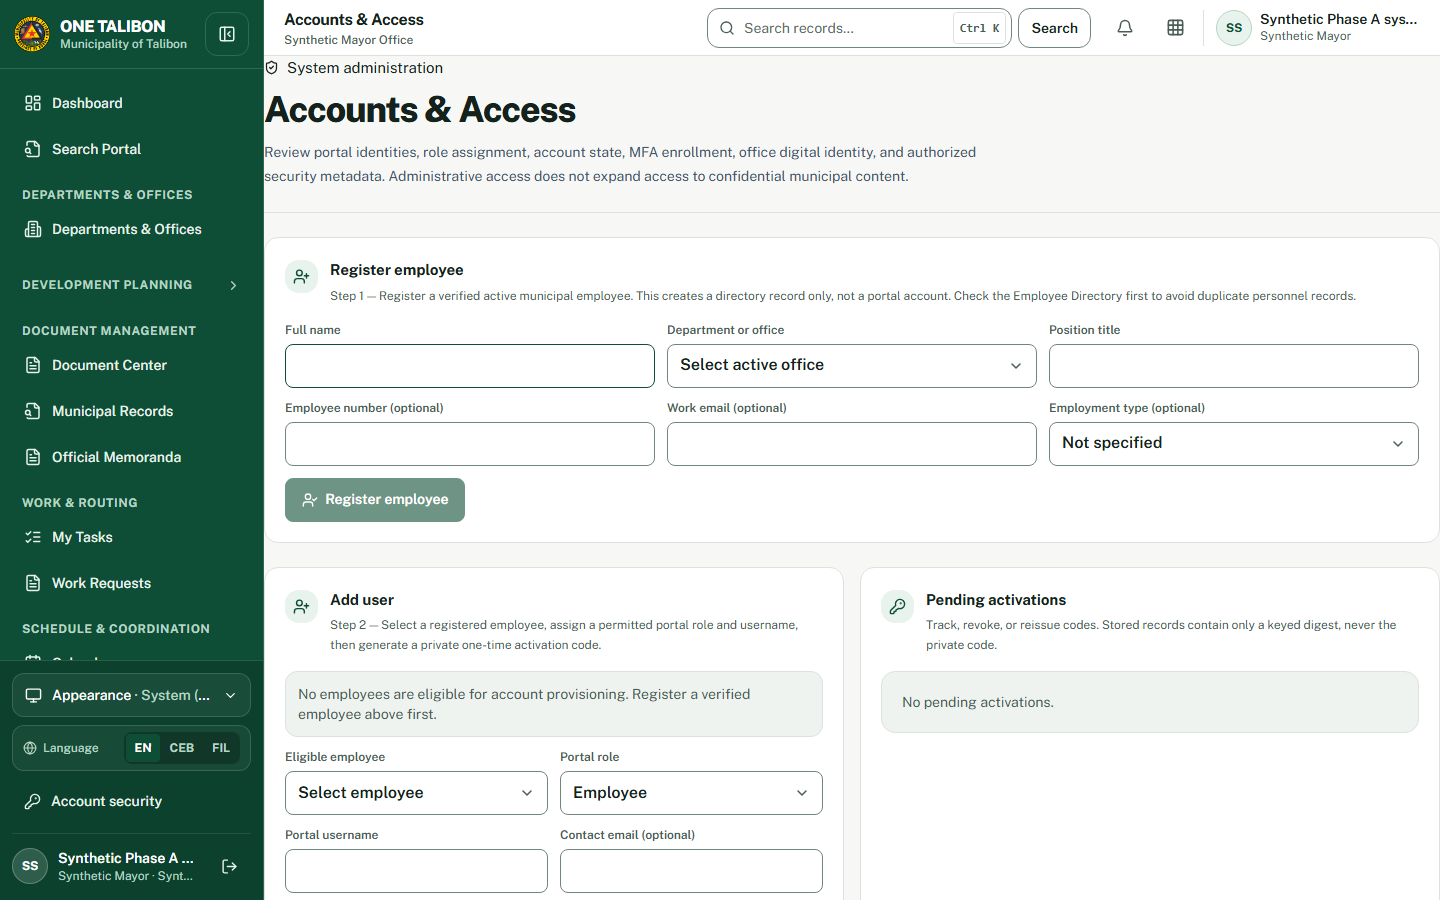 ONE TALIBON
Municipality of Talibon
Accounts & Access
Synthetic Mayor Office
Search records...
Ctrl K
Search
SS
Synthetic Phase A sys...
Synthetic Mayor
Dashboard
Search Portal
DEPARTMENTS & OFFICES
Departments & Offices
DEVELOPMENT PLANNING
DOCUMENT MANAGEMENT
Document Center
Municipal Records
Official Memoranda
WORK & ROUTING
My Tasks
Work Requests
SCHEDULE & COORDINATION
Appearance · System (...
Language
EN
CEB
FIL
Account security
SS
Synthetic Phase A ...
Synthetic Mayor · Synt...
System administration
Accounts & Access
Review portal identities, role assignment, account state, MFA enrollment, office digital identity, and authorized
security metadata. Administrative access does not expand access to confidential municipal content.
Register employee
Step 1 — Register a verified active municipal employee. This creates a directory record only, not a portal account. Check the Employee Directory first to avoid duplicate personnel records.
Full name
Department or office
Position title
Select active office
Employee number (optional)
Work email (optional)
Employment type (optional)
Not specified
Register employee
Add user
Step 2 — Select a registered employee, assign a permitted portal role and username,
then generate a private one-time activation code.
No employees are eligible for account provisioning. Register a verified
employee above first.
Eligible employee
Portal role
Select employee
Employee
Portal username
Contact email (optional)
Pending activations
Track, revoke, or reissue codes. Stored records contain only a keyed digest, never the
private code.
No pending activations.